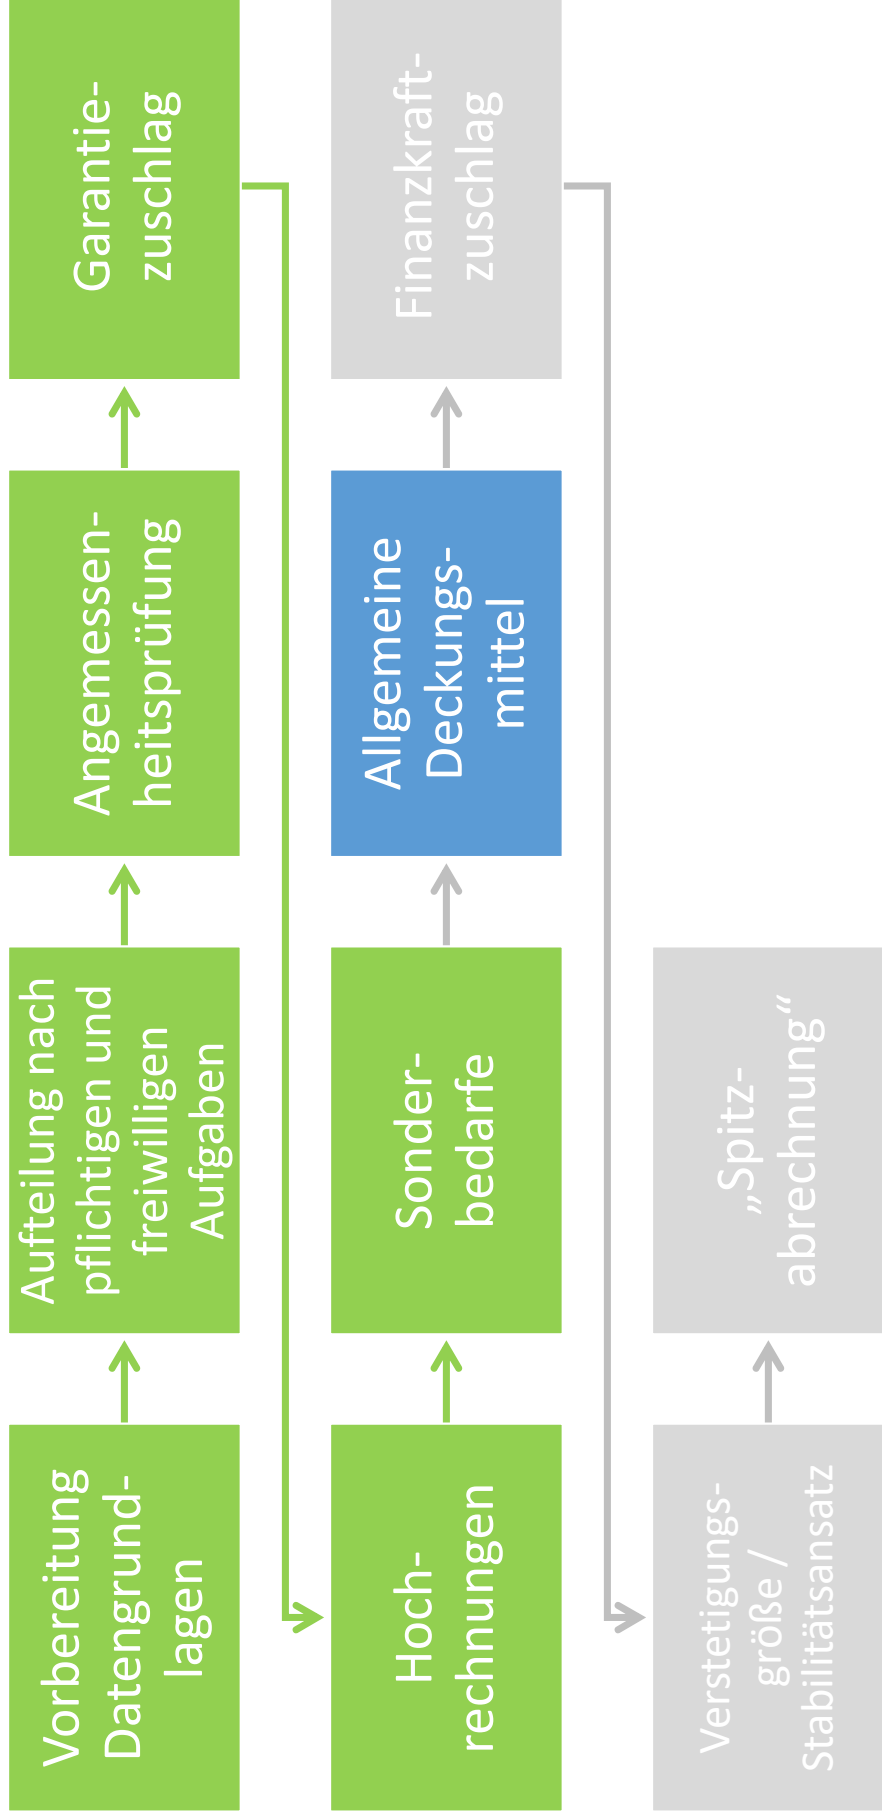 Vorbereitung
Datengrund-
lagen
Aufteilung nach
pflichtigen und
freiwilligen
Aufgaben
Angemessen-
heitsprüfung
Garantie-
zuschlag
Hoch-
rechnungen
Sonder-
bedarfe
Allgemeine
Deckungs-
mittel
Finanzkraft-
zuschlag
Verstetigungs-
größe /
Stabilitätsansatz
„Spitz-
abrechnung“